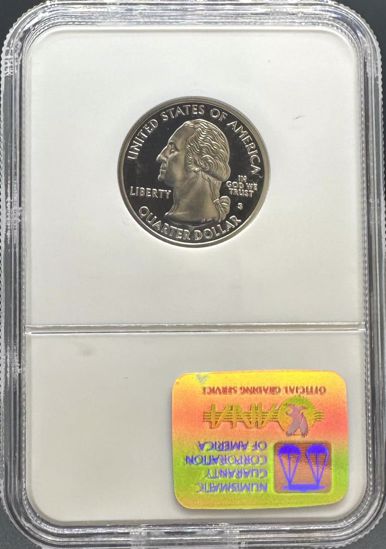 UNITED STATES OF AMERICA
LIBERTY
IN
GOD WE
TRUST
S
QUARTER DOLLAR
NUMISMATIC
GUARANTY
CORPORATION
OF AMERICA
ANA
OFFICIAL GRADING SERVICE